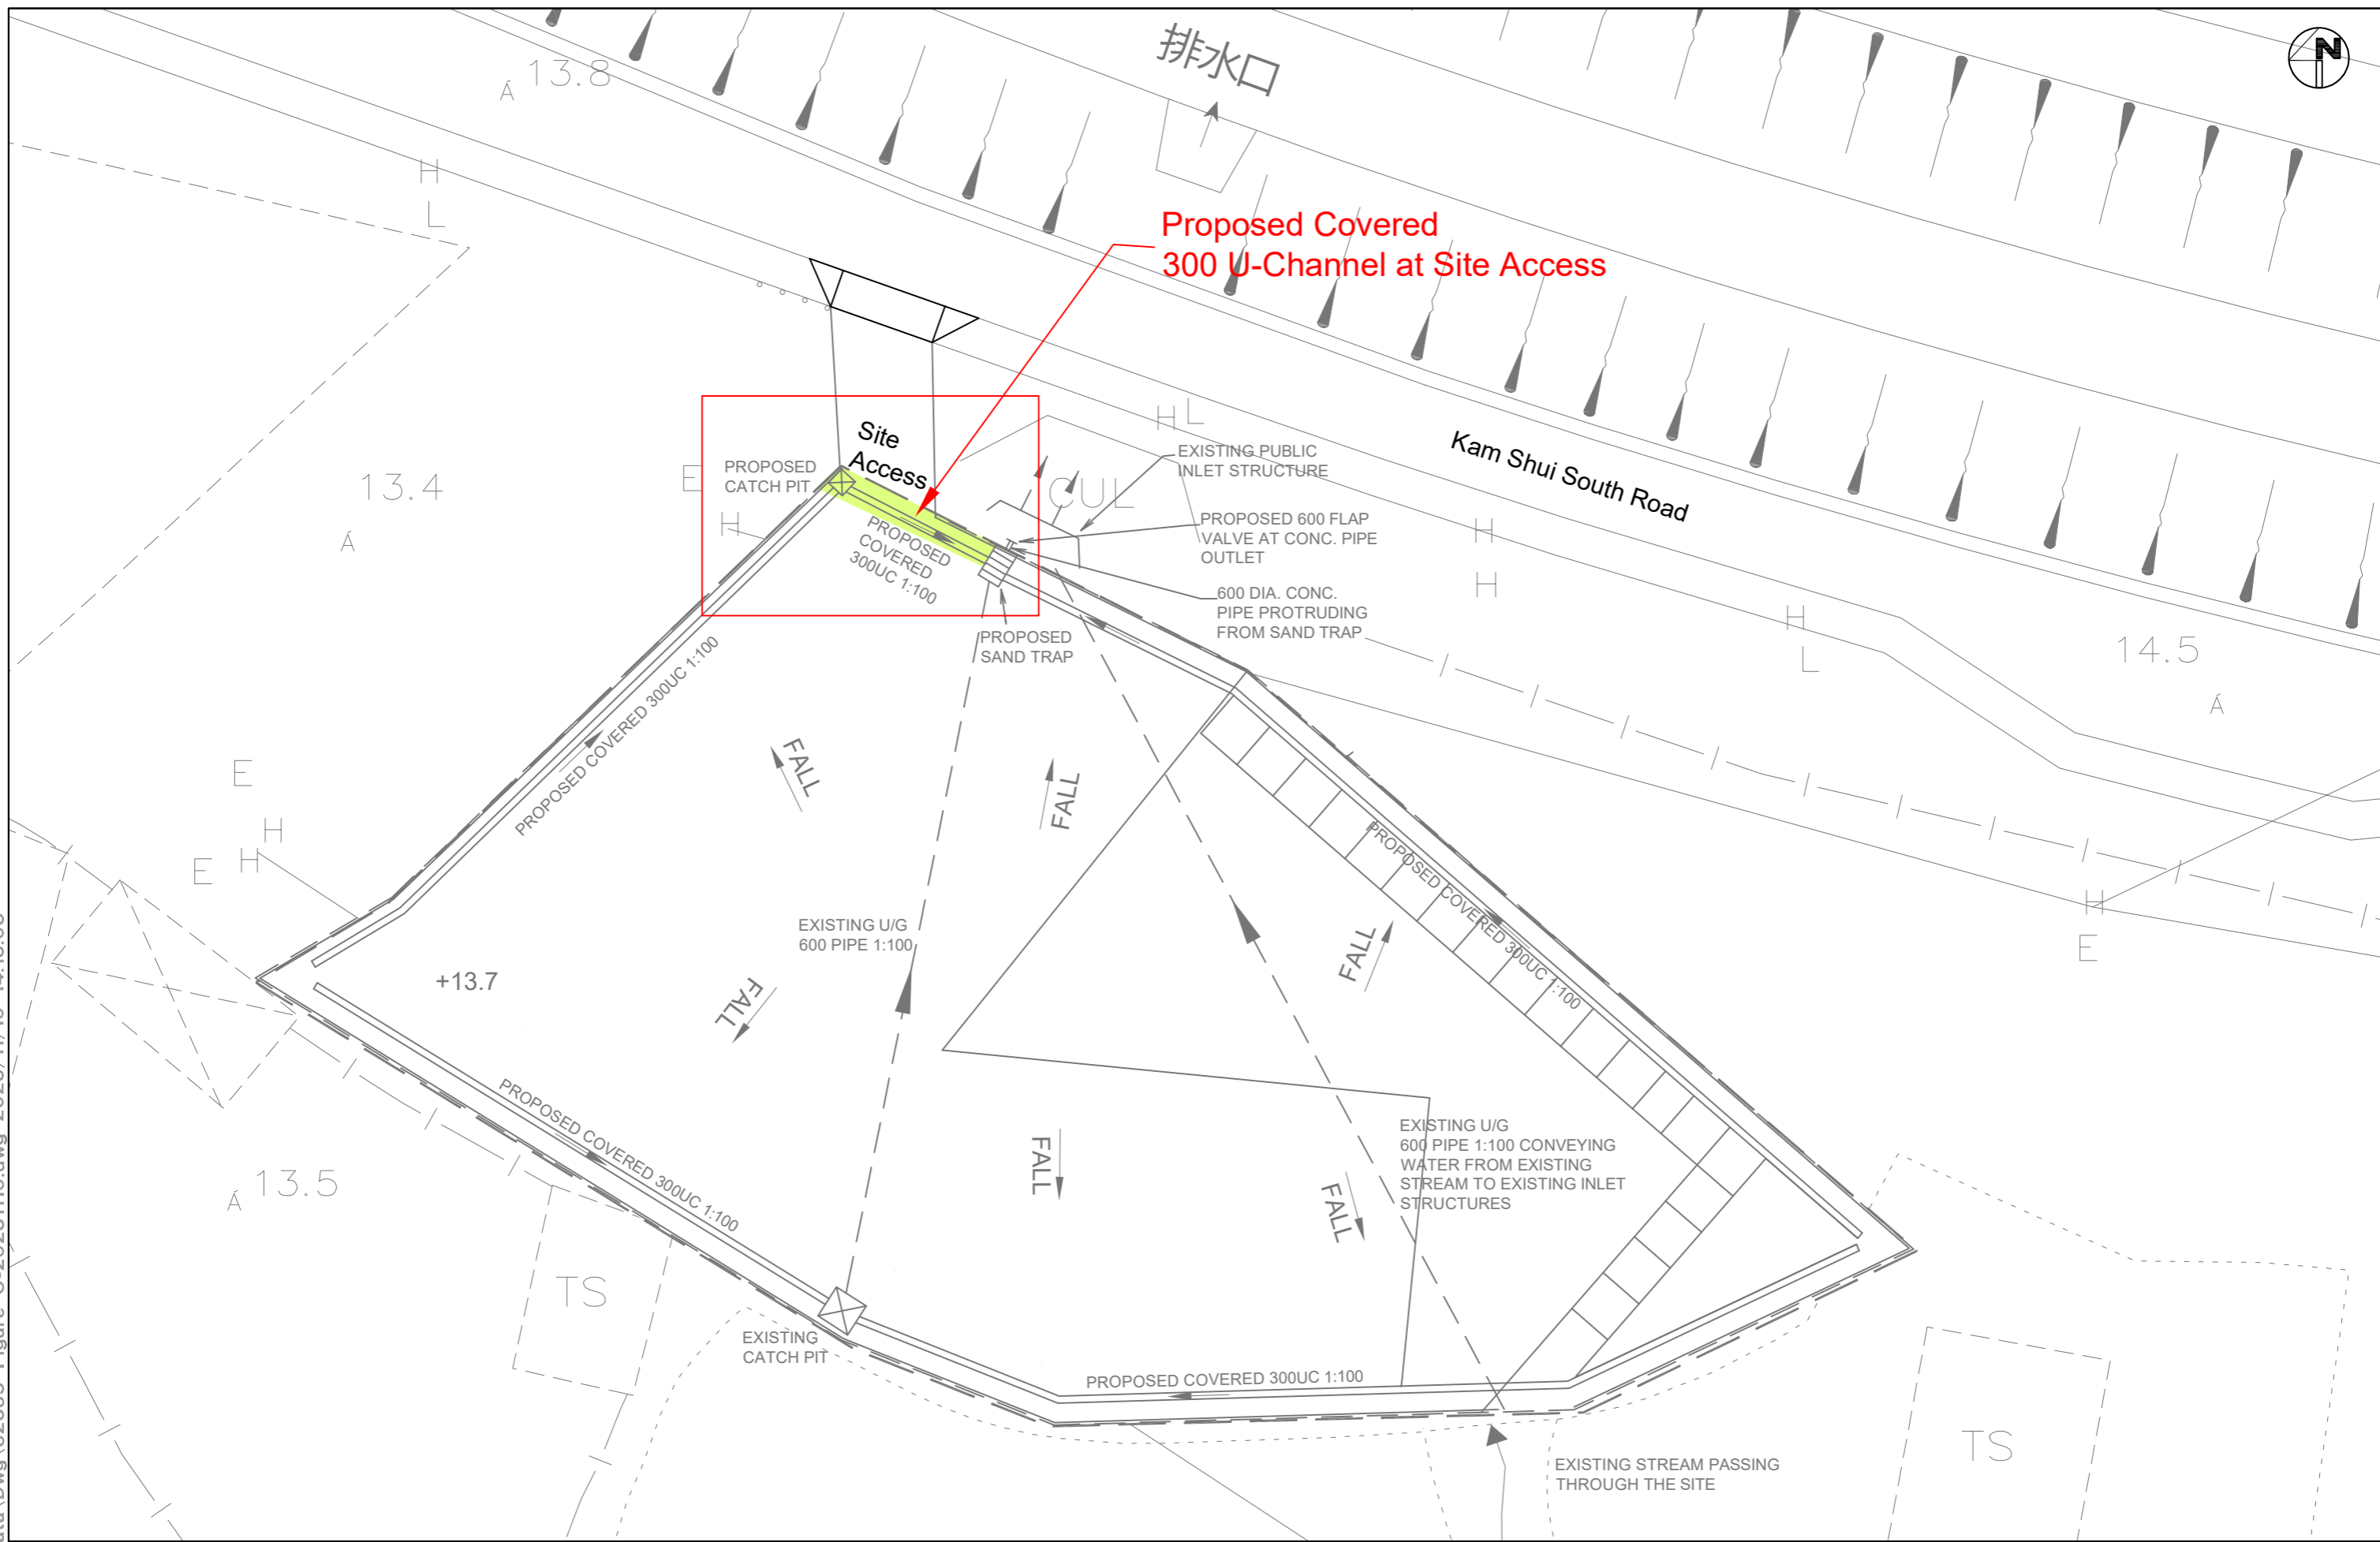 排水口
N
13.8
H
L
Proposed Covered
300 U-Channel at Site Access
Kam Shui South Road
Site
Access
H L
PROPOSED
CATCH PIT
E
H
13.4
EXISTING PUBLIC
INLET STRUCTURE
CUL
PROPOSED 600 FLAP
VALVE AT CONC. PIPE
OUTLET
PROPOSED
COVERED
300UC 1:100
600 DIA. CONC.
PIPE PROTRUDING
FROM SAND TRAP
PROPOSED
SAND TRAP
H
H
H
L
14.5
PROPOSED COVERED 300UC 1:100
FALL
FALL
E
H
E
H
PROPOSED COVERED 300UC 1:100
EXISTING U/G
600 PIPE 1:100
FALL
H
E
+13.7
FALL
PROPOSED COVERED 300UC 1:100
13.5
FALL
FALL
EXISTING U/G
600 PIPE 1:100 CONVEYING
WATER FROM EXISTING
STREAM TO EXISTING INLET
STRUCTURES
TS
EXISTING
CATCH PIT
PROPOSED COVERED 300UC 1:100
EXISTING STREAM PASSING
THROUGH THE SITE
TS